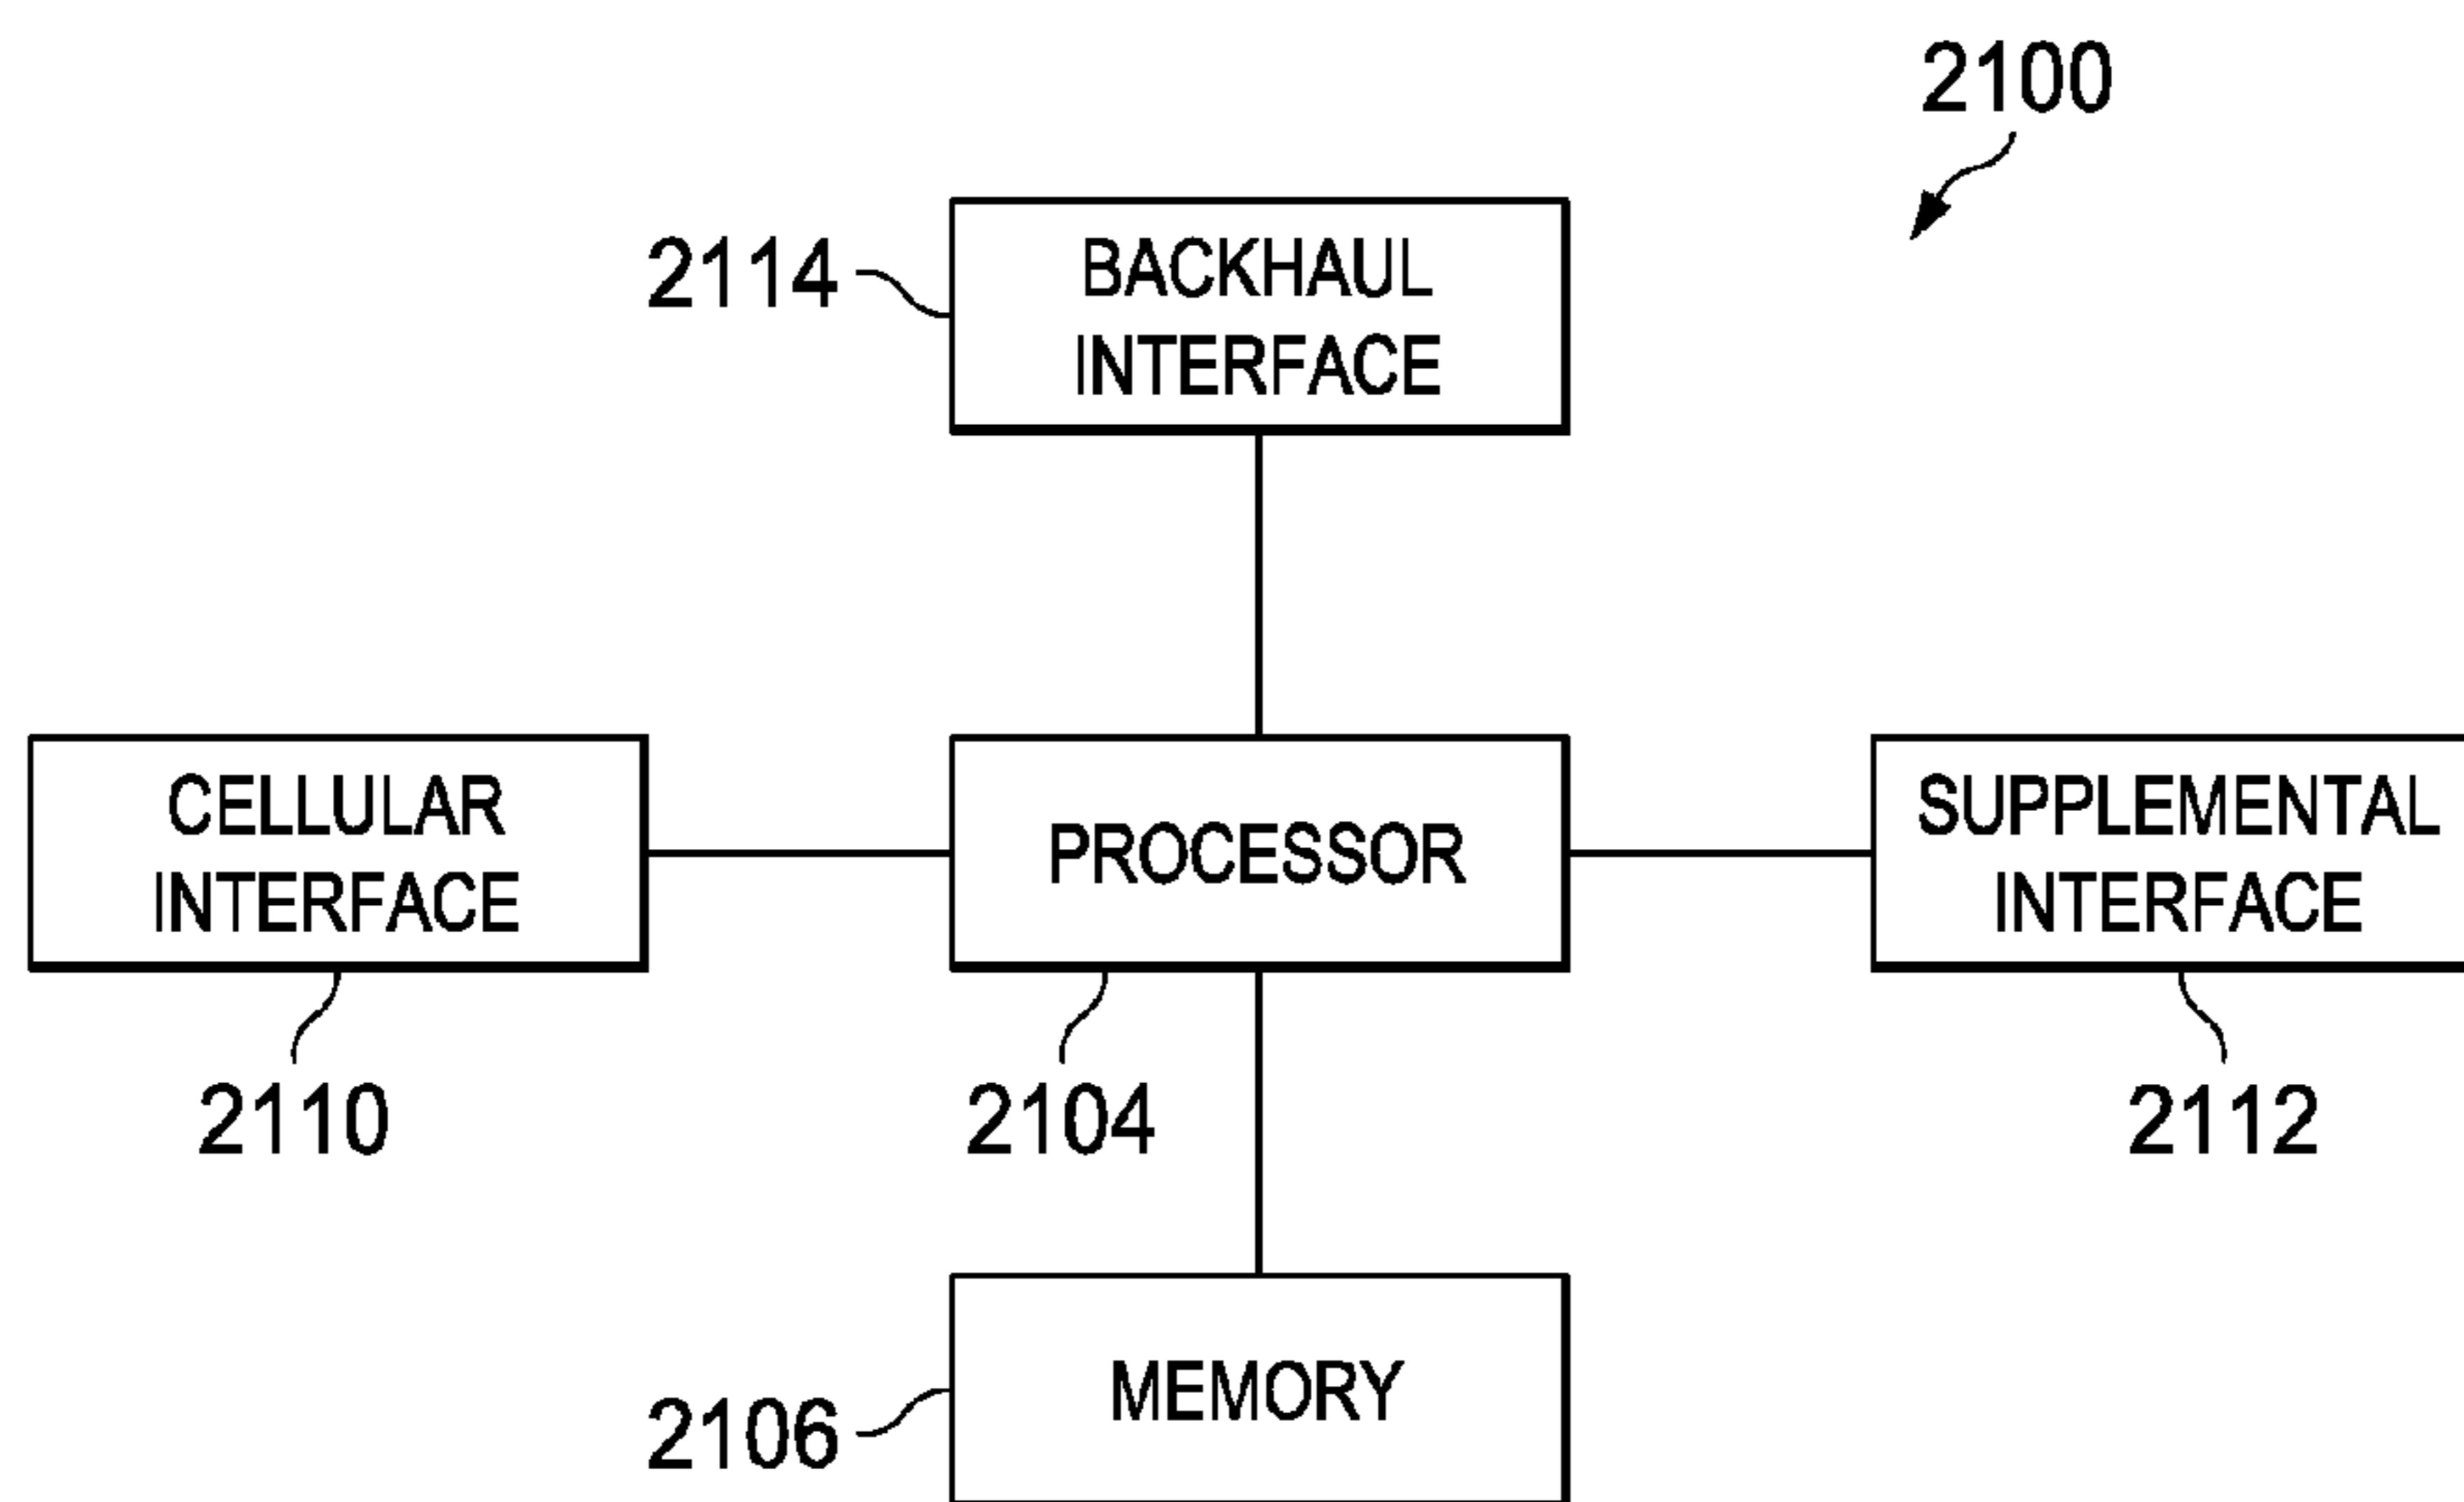 2100
2114
BACKHAUL
INTERFACE
CELLULAR
INTERFACE
PROCESSOR
SUPPLEMENTAL
INTERFACE
2110
2104
2112
2106
MEMORY